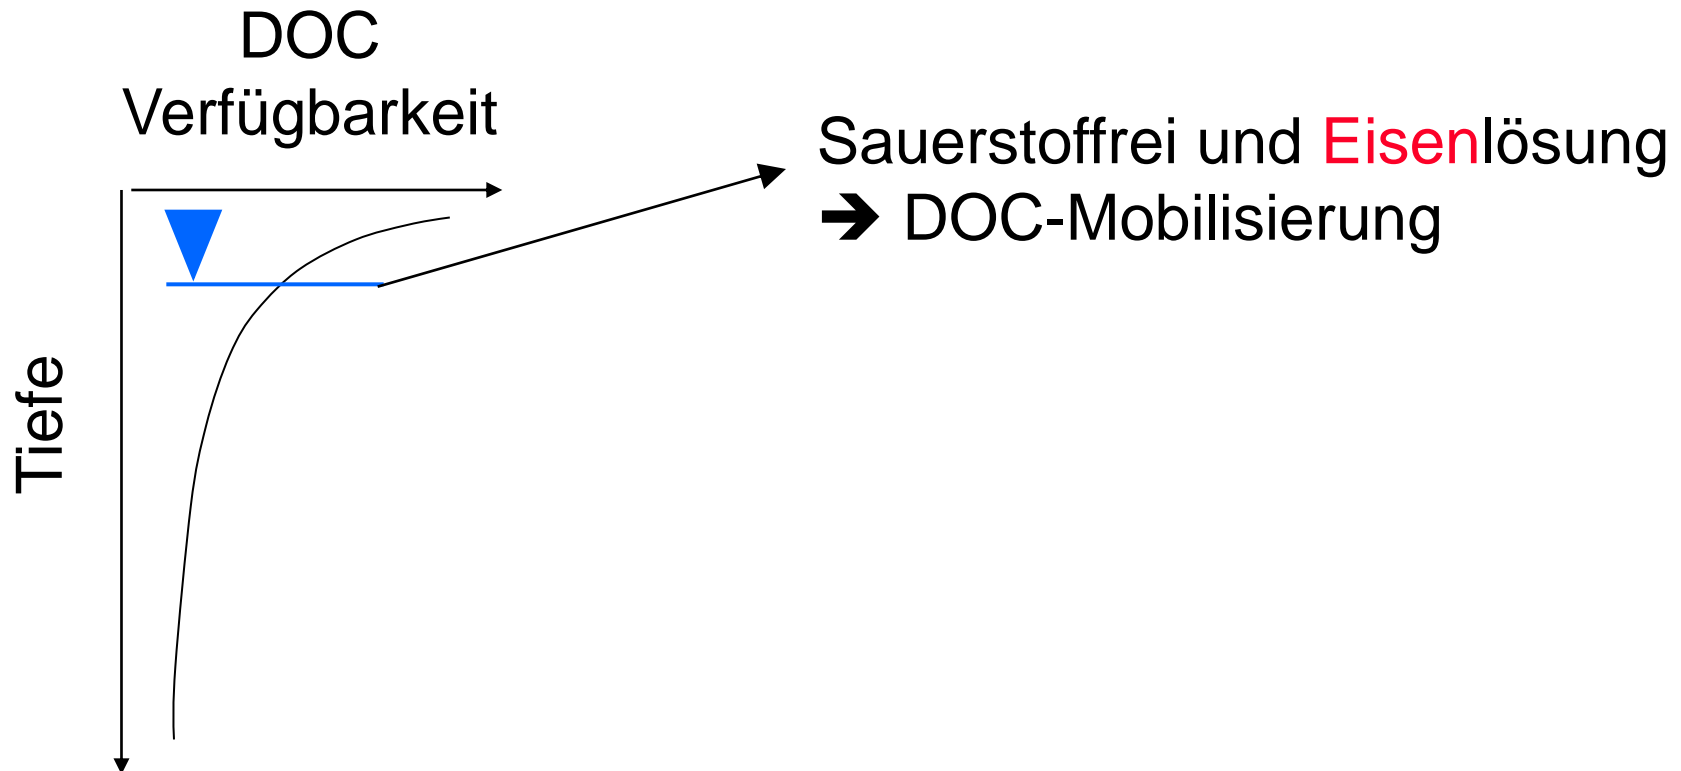 DOC
Verfügbarkeit
Sauerstoffrei und Eisenlösung
➔ DOC-Mobilisierung
Tiefe